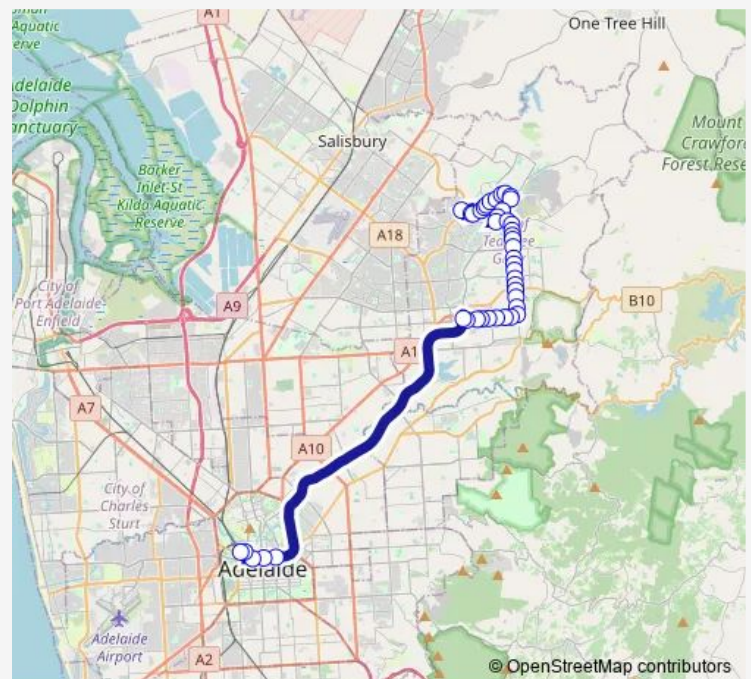 A1
One Tree Hill
Aquatic
erve
Adelaide
Dolphin
Sanctuary
Salisbury
Mount
Crawford
Forest Rese
Barker
Inlet-St
Kilda Aquatic
Reserve
A18
City of
Port Adelaide
Enfield
A9
B10
A1
A7
A10
City of
Charles
Sturt
Adelaide
Adelaide
Airport
A2
© OpenStreetMap contributors